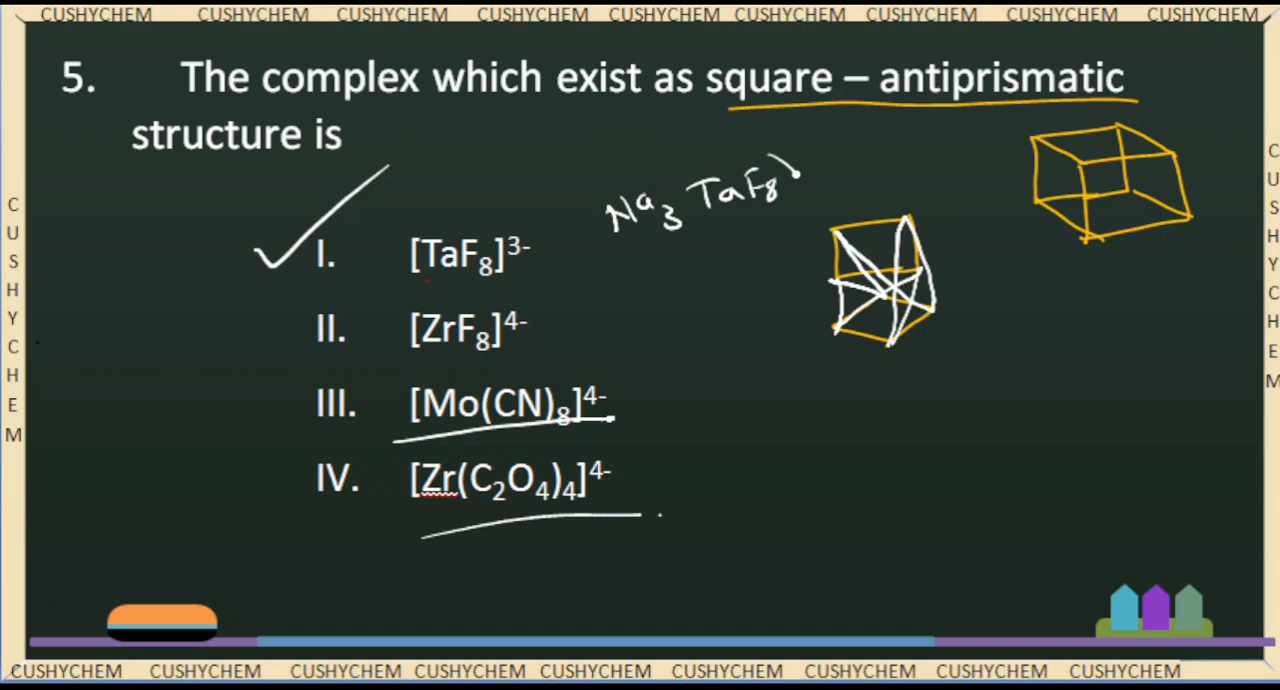 CUSHYCHEM CUSHYCHEM CUSHYCHEM CUSHYCHEM CUSHYCHEM CUSHYCHEM CUSHYCHEM CUSHYCHEM CUSHYCHEM
5. The complex which exist as square – antiprismatic
structure is
Na₃TaF₈
I. [TaF₈]³⁻
II. [ZrF₈]⁴⁻
III. [Mo(CN)₈]⁴⁻
IV. [Zr(C₂O₄)₄]⁴⁻
C
U
S
H
Y
C
H
E
M
C
U
S
H
Y
C
H
E
M
CUSHYCHEM CUSHYCHEM CUSHYCHEM CUSHYCHEM CUSHYCHEM CUSHYCHEM CUSHYCHEM CUSHYCHEM CUSHYCHEM